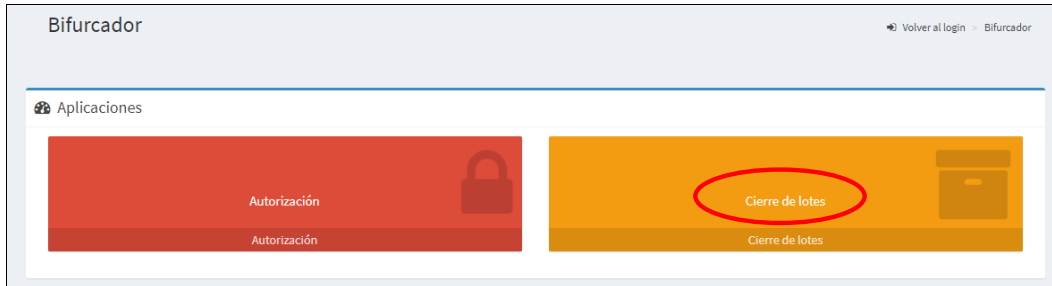 Bifurcador
Volver al login > Bifurcador
Aplicaciones
Autorización
Autorización
Cierre de lotes
Cierre de lotes